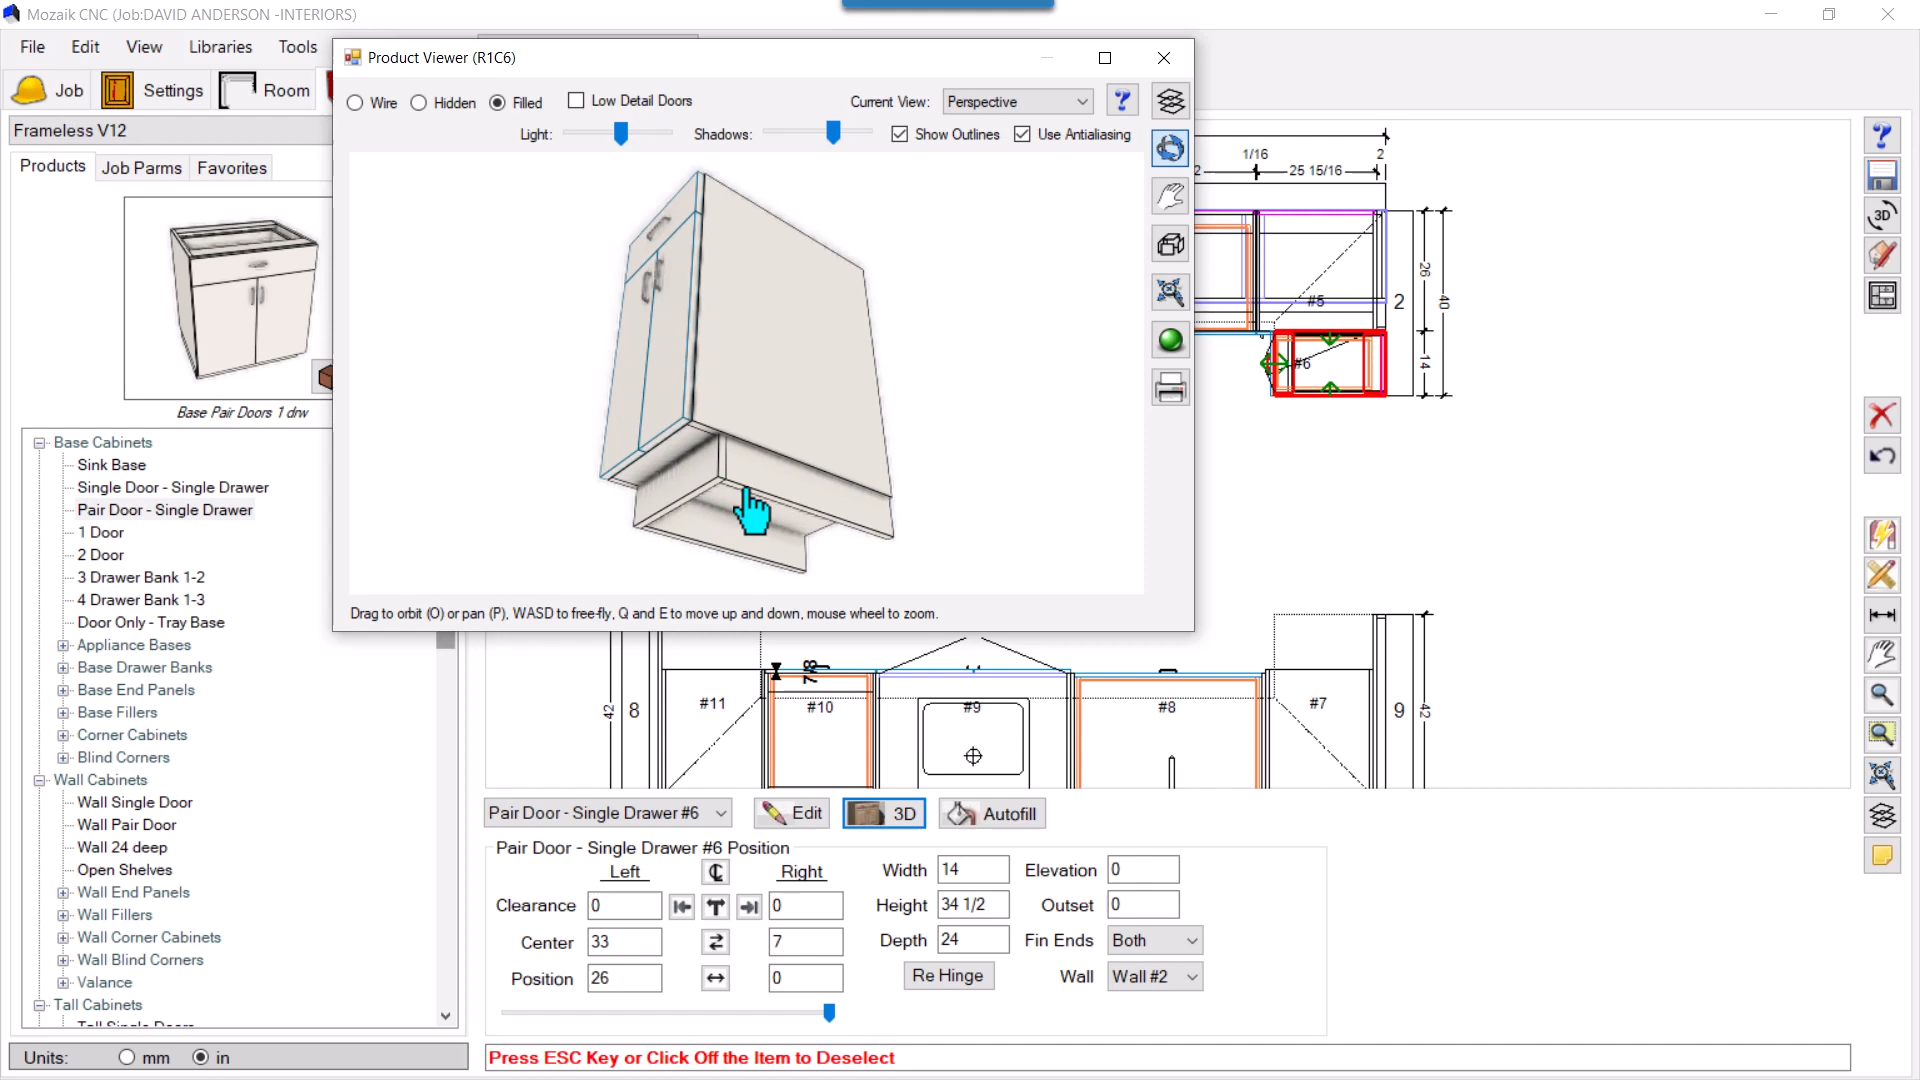 Mozaik CNC (Job:DAVID ANDERSON -INTERIORS)
File Edit View Libraries Tools
Job Settings Room
Frameless V12
Products Job Parms Favorites
Base Pair Doors 1 drw
Base Cabinets
Sink Base
Single Door - Single Drawer
Pair Door - Single Drawer
1 Door
2 Door
3 Drawer Bank 1-2
4 Drawer Bank 1-3
Door Only - Tray Base
Appliance Bases
Base Drawer Banks
Base End Panels
Base Fillers
Corner Cabinets
Blind Corners
Wall Cabinets
Wall Single Door
Wall Pair Door
Wall 24 deep
Open Shelves
Wall End Panels
Wall Fillers
Wall Corner Cabinets
Wall Blind Corners
Valance
Tall Cabinets
Units: mm in
Product Viewer (R1C6)
Wire Hidden Filled Low Detail Doors Current View: Perspective ?
Light: Shadows: Show Outlines Use Antialiasing
Drag to orbit (O) or pan (P), WASD to free-fly, Q and E to move up and down, mouse wheel to zoom.
1/16 2
2 25 15/16
26
#5 2 40
#6 14
7/8
#11 #10 #9 #8 #7
42 8 9 42
?
3D
Pair Door - Single Drawer #6 Edit 3D Autofill
Pair Door - Single Drawer #6 Position
Left Right
Clearance 0 0
Center 33 7
Position 26 0
Width 14
Height 34 1/2
Depth 24
Re Hinge
Elevation 0
Outset 0
Fin Ends Both
Wall Wall #2
Press ESC Key or Click Off the Item to Deselect